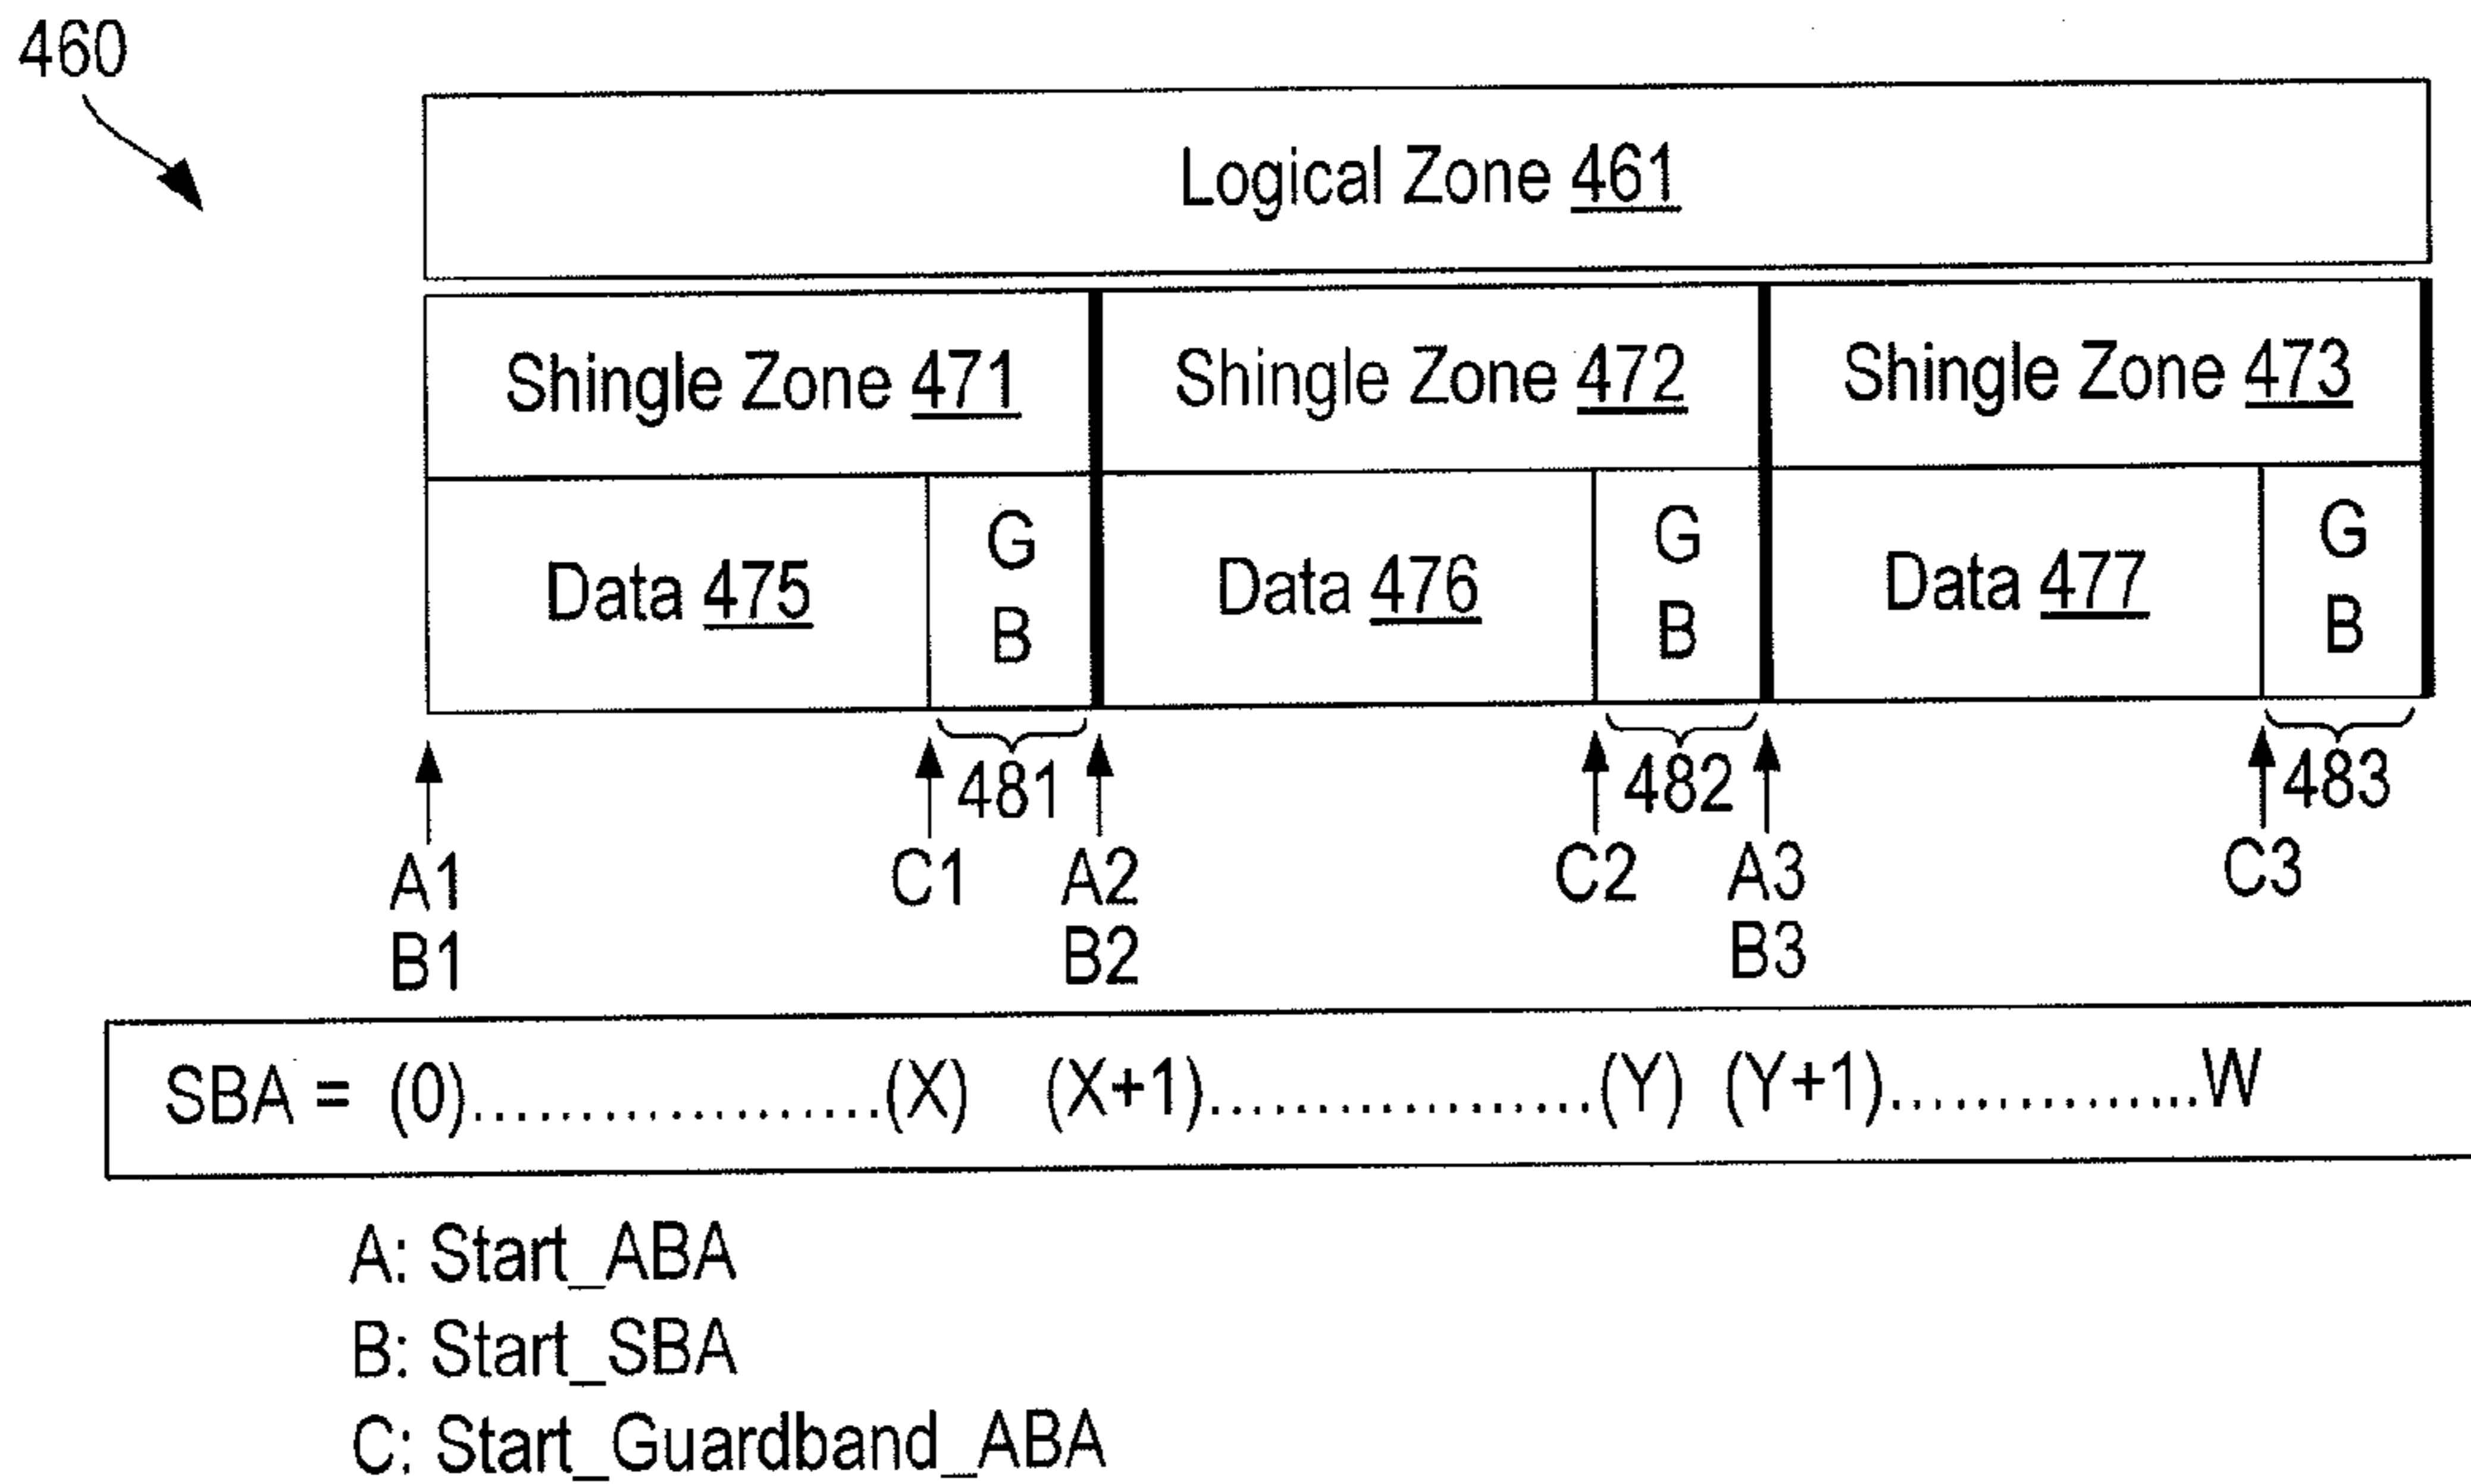 460
Logical Zone 461
Shingle Zone 471 Shingle Zone 472 Shingle Zone 473
Data 475 G B Data 476 G B Data 477 G B
481 482 483
A1 C1 A2 C2 A3 C3
B1 B2 B3
SBA = (0)....................(X) (X+1)..................(Y) (Y+1)................W
A: Start_ABA
B: Start_SBA
C: Start_Guardband_ABA